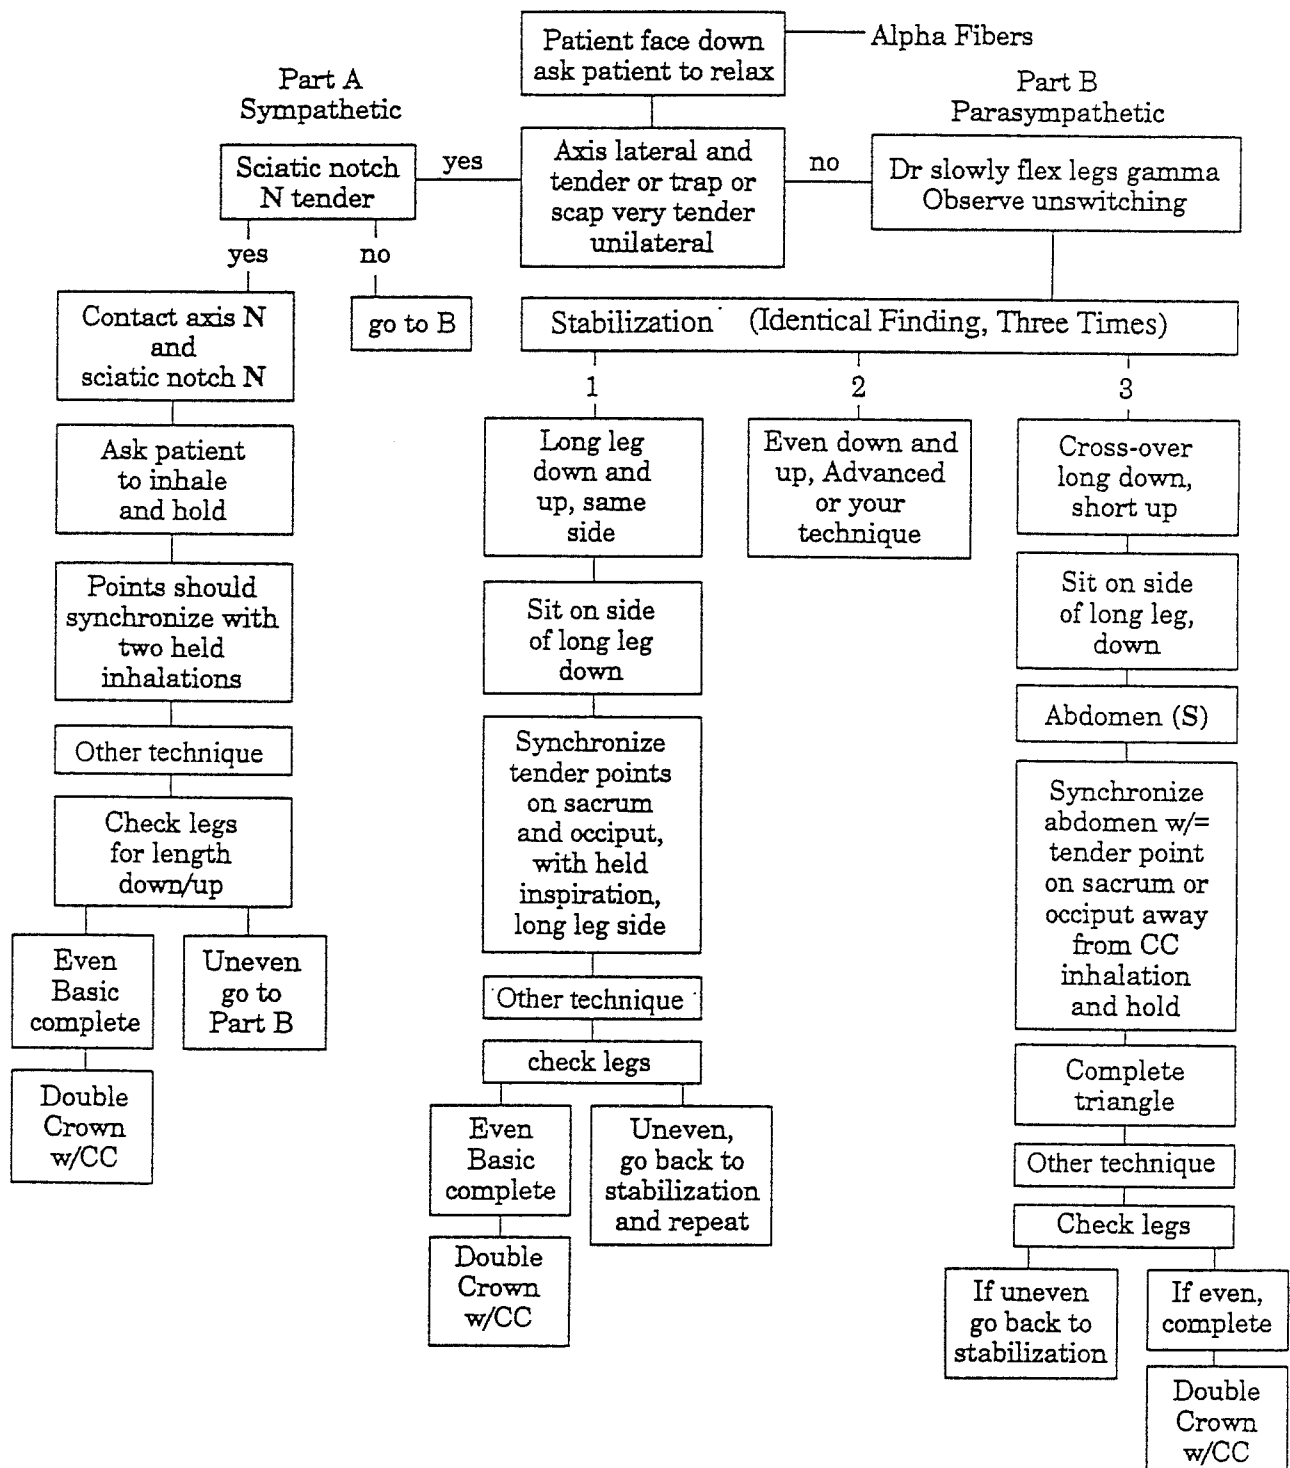 Patient face down
ask patient to relax
Alpha Fibers
Part A
Sympathetic
Part B
Parasympathetic
Sciatic notch
N tender
yes
Axis lateral and
tender or trap or
scap very tender
unilateral
no
Dr slowly flex legs gamma
Observe unswitching
yes
no
Contact axis N
and
sciatic notch N
go to B
Stabilization (Identical Finding, Three Times)
1
2
3
Ask patient
to inhale
and hold
Points should
synchronize with
two held
inhalations
Other technique
Check legs
for length
down/up
Even
Basic
complete
Uneven
go to
Part B
Double
Crown
w/CC
Long leg
down and
up, same
side
Sit on side
of long leg
down
Synchronize
tender points
on sacrum
and occiput,
with held
inspiration,
long leg side
Other technique
check legs
Even
Basic
complete
Uneven,
go back to
stabilization
and repeat
Double
Crown
w/CC
Even down and
up, Advanced
or your
technique
Cross-over
long down,
short up
Sit on side
of long leg,
down
Abdomen (S)
Synchronize
abdomen w/=
tender point
on sacrum or
occiput away
from CC
inhalation
and hold
Complete
triangle
Other technique
Check legs
If uneven
go back to
stabilization
If even,
complete
Double
Crown
w/CC